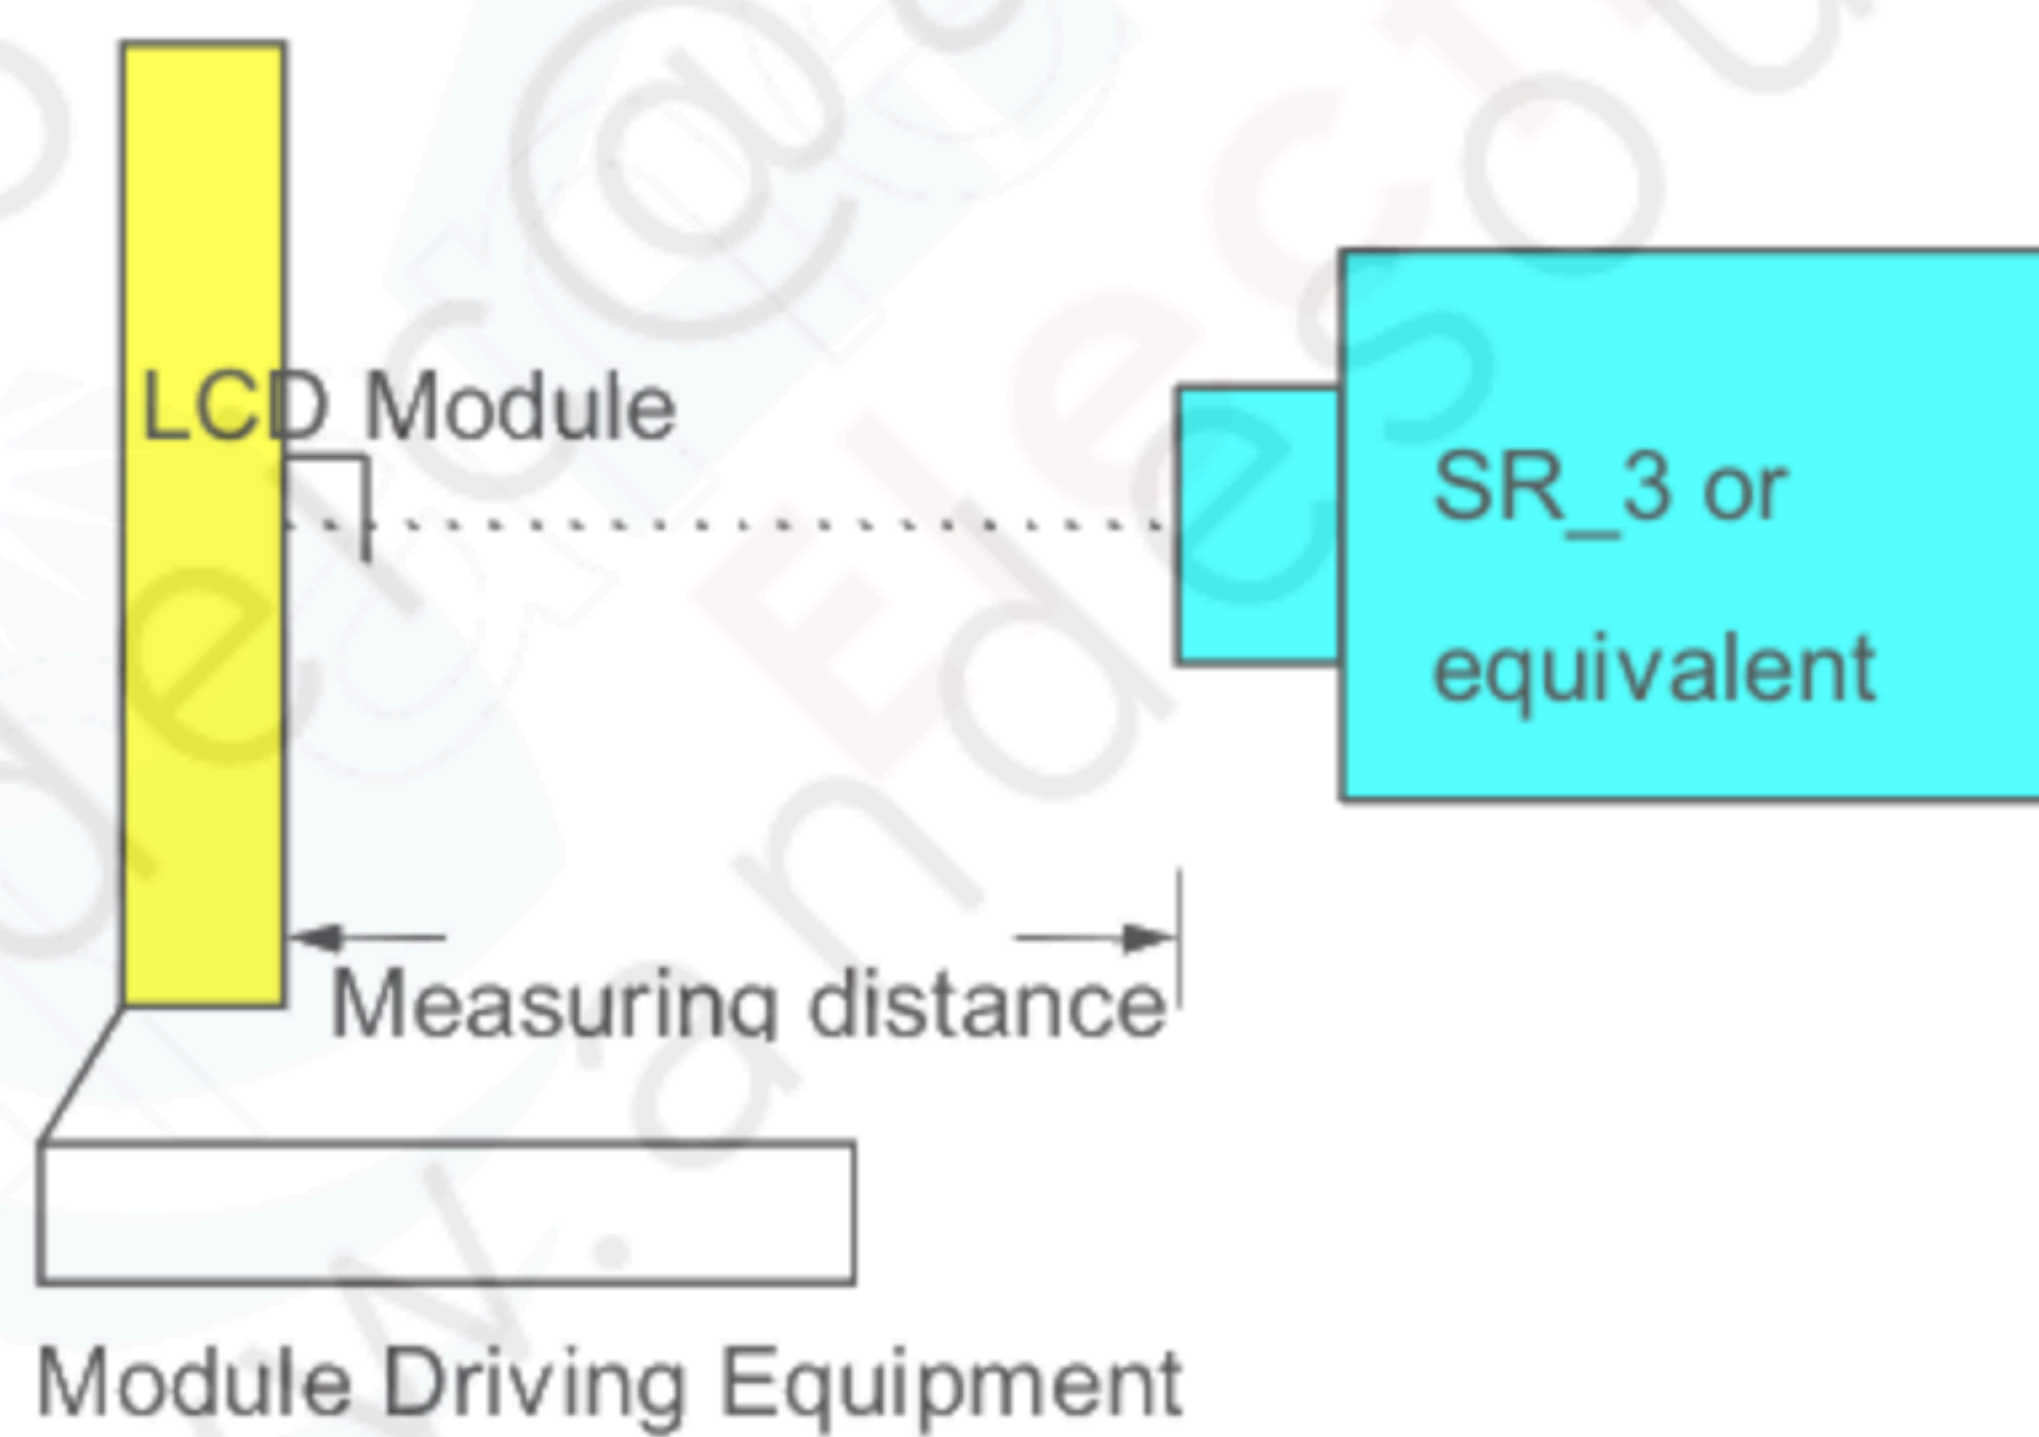 LCD Module
SR_3 or
equivalent
Measuring distance
Module Driving Equipment